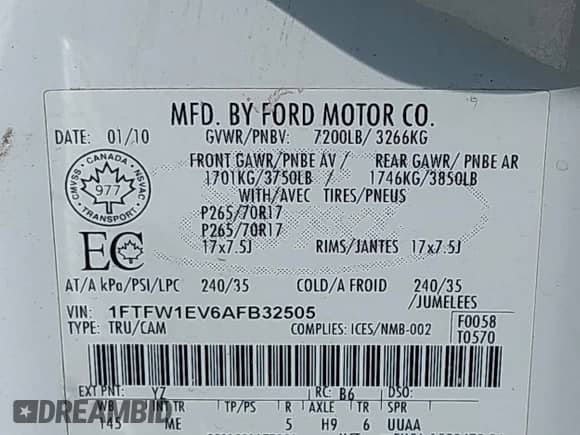 MFD. BY FORD MOTOR CO.
DATE: 01/10 GVWR/PNBV: 7200LB/ 3266KG
FRONT GAWR/PNBE AV / REAR GAWR/ PNBE AR
1701KG/3750LB / 1746KG/3850LB
WITH/AVEC TIRES/PNEUS
P265/70R17
P265/70R17
17x7.5J RIMS/JANTES 17x7.5J
CANADA
CMVSS NSVAC
977
TRANSPORT
EC
AT/A kPa/PSI/LPC 240/35 COLD/A FROID 240/35
/JUMELEES
VIN: 1FTFW1EV6AFB32505
TYPE: TRU/CAM COMPLIES: ICES/NMB-002
F0058
T0570
EXT PNT: YZ RC: B6 DSO:
WB INT TR TP/PS R AXLE TR SPR
145 ME 5 H9 6 UUAA
DREAMBIDCAR